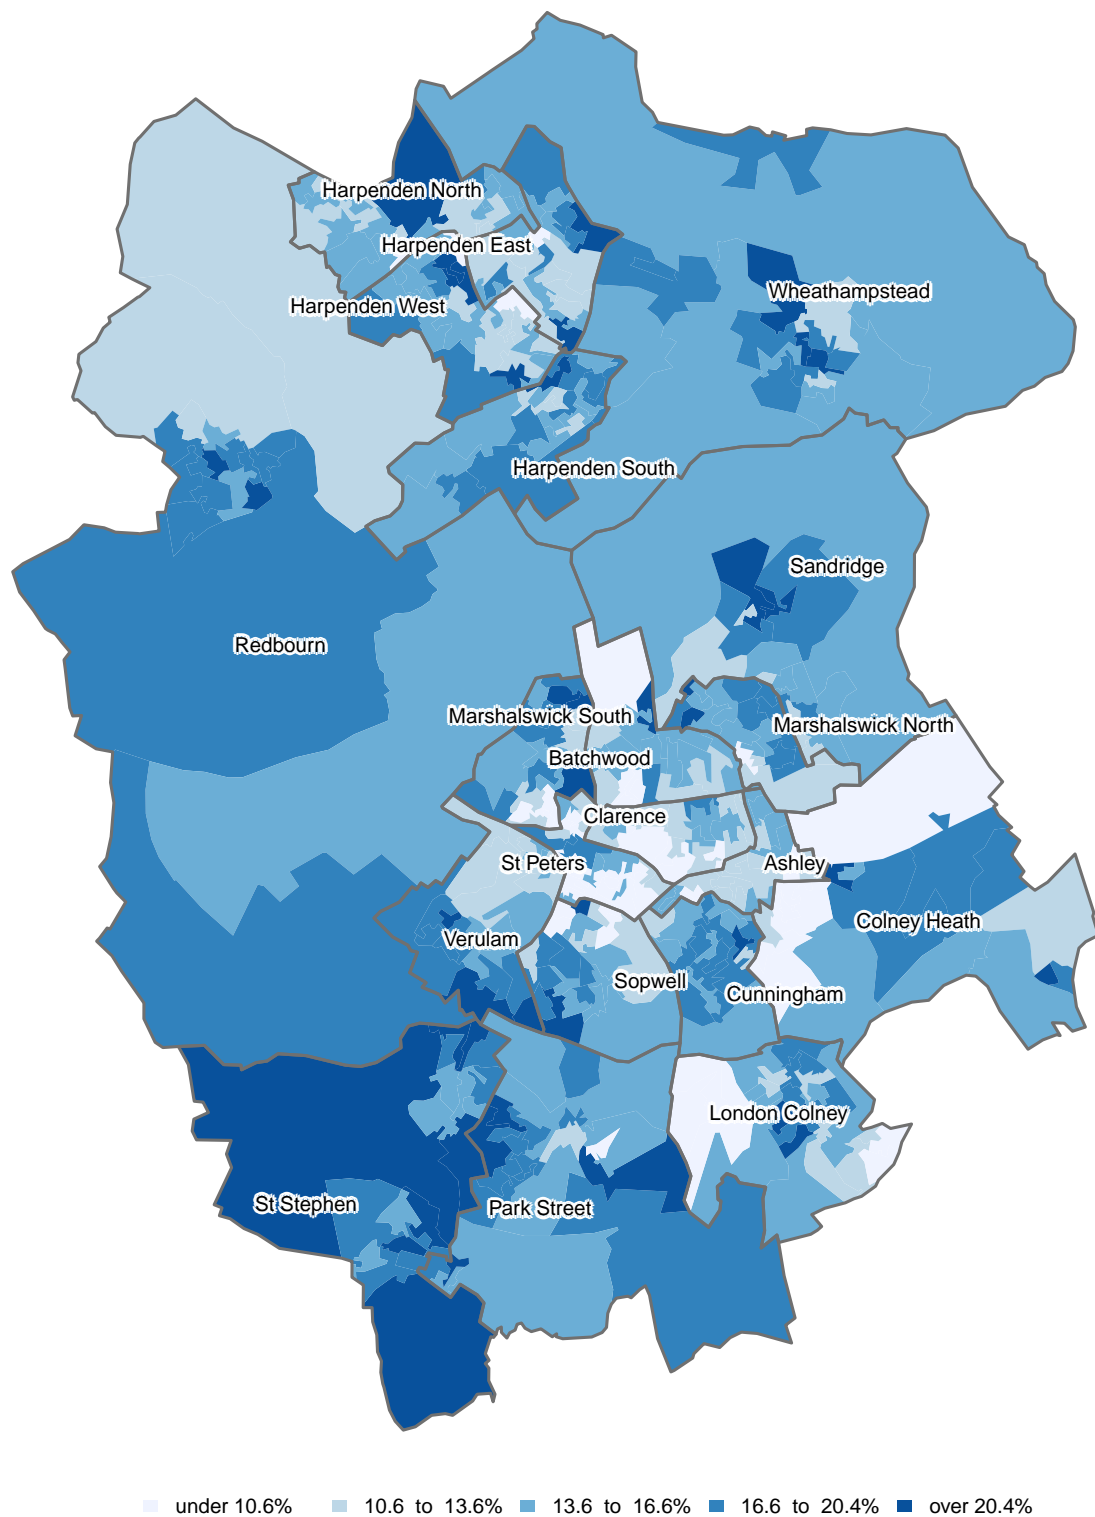 Harpenden North
Harpenden East
Wheathampstead
Harpenden West
Harpenden South
Sandridge
Redbourn
Marshalswick South
Marshalswick North
Batchwood
Clarence
St Peters
Ashley
Colney Heath
Verulam
Sopwell
Cunningham
London Colney
St Stephen
Park Street
under 10.6% 10.6 to 13.6% 13.6 to 16.6% 16.6 to 20.4% over 20.4%